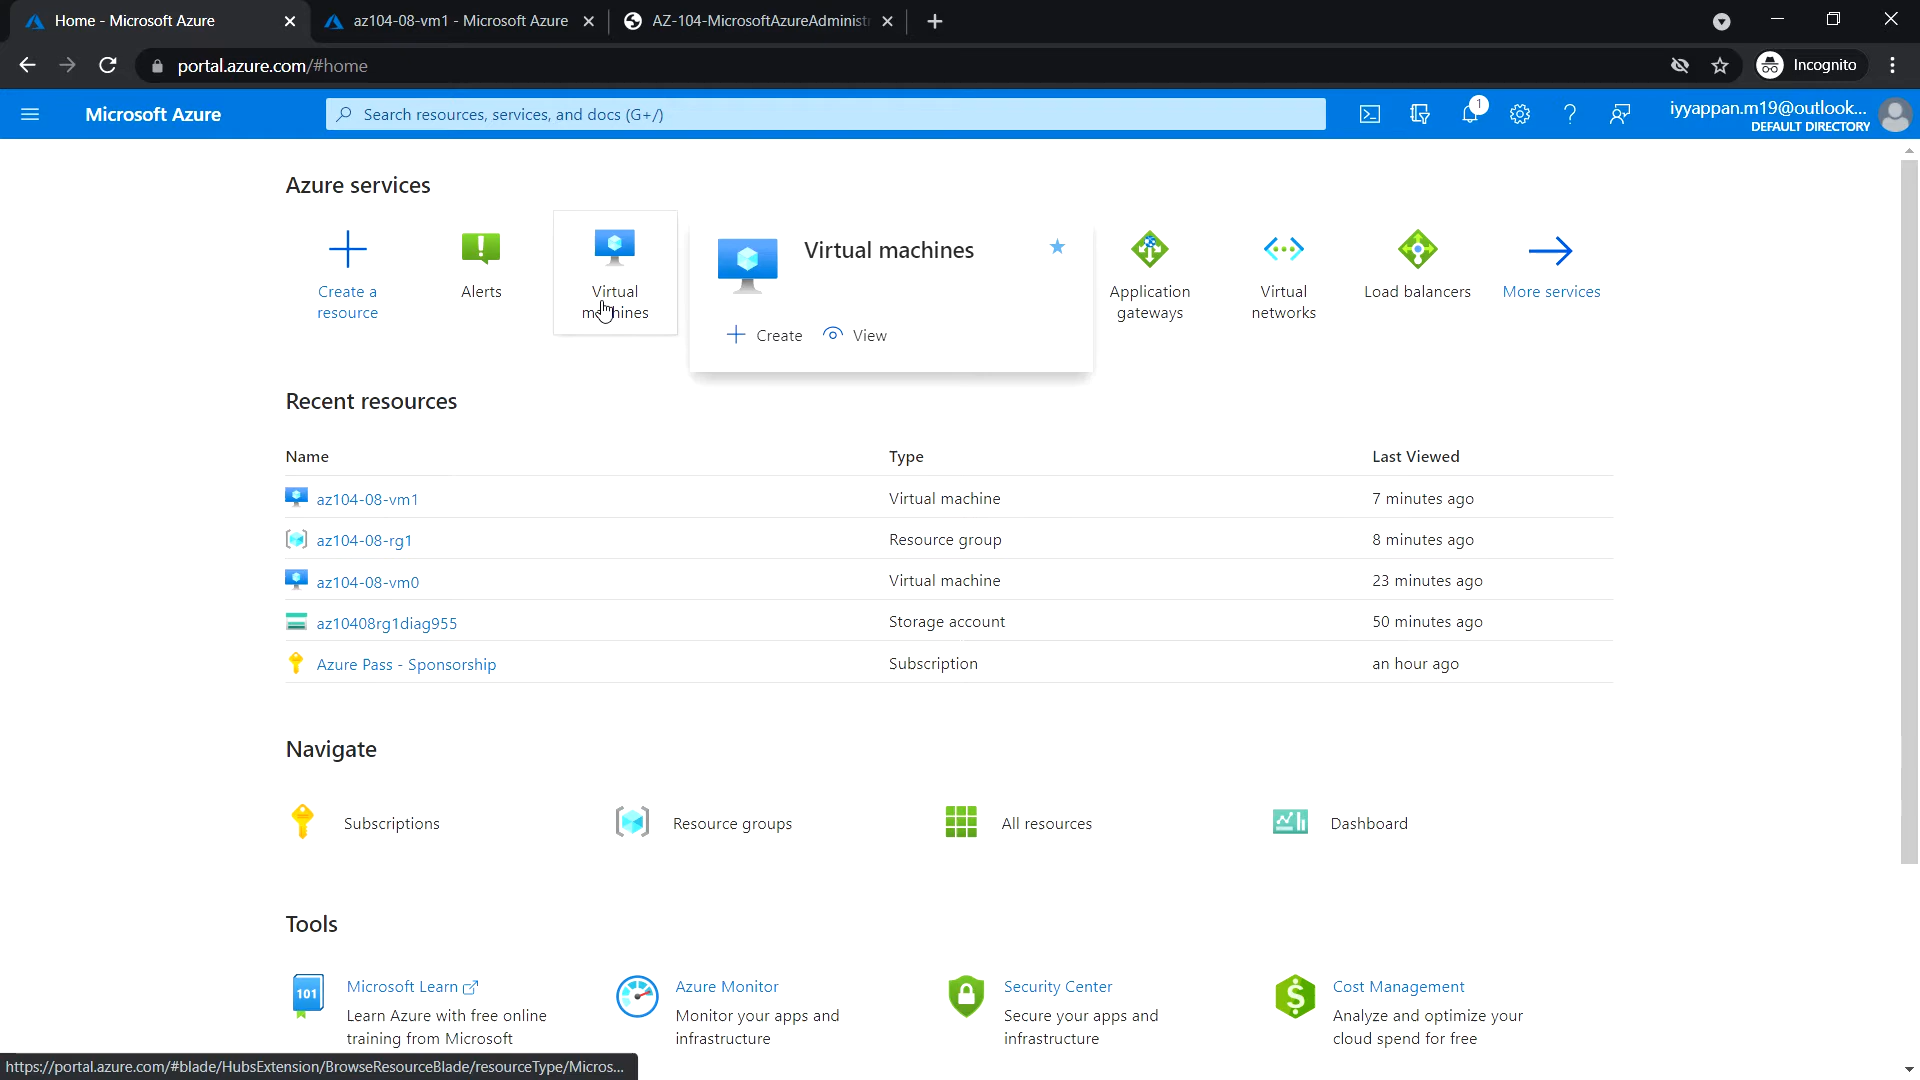 Home - Microsoft Azure
az104-08-vm1 - Microsoft Azure
AZ-104-MicrosoftAzureAdminist
portal.azure.com/#home
Incognito
Microsoft Azure
Search resources, services, and docs (G+/)
1
iyyappan.m19@outlook...
DEFAULT DIRECTORY
Azure services
Create a
resource
Alerts
Virtual
machines
Virtual machines
Create
View
Application
gateways
Virtual
networks
Load balancers
More services
Recent resources
Name Type Last Viewed
az104-08-vm1 Virtual machine 7 minutes ago
az104-08-rg1 Resource group 8 minutes ago
az104-08-vm0 Virtual machine 23 minutes ago
az10408rg1diag955 Storage account 50 minutes ago
Azure Pass - Sponsorship Subscription an hour ago
Navigate
Subscriptions
Resource groups
All resources
Dashboard
Tools
101
Microsoft Learn
Learn Azure with free online
training from Microsoft
Azure Monitor
Monitor your apps and
infrastructure
Security Center
Secure your apps and
infrastructure
Cost Management
Analyze and optimize your
cloud spend for free
https://portal.azure.com/#blade/HubsExtension/BrowseResourceBlade/resourceType/Micros...